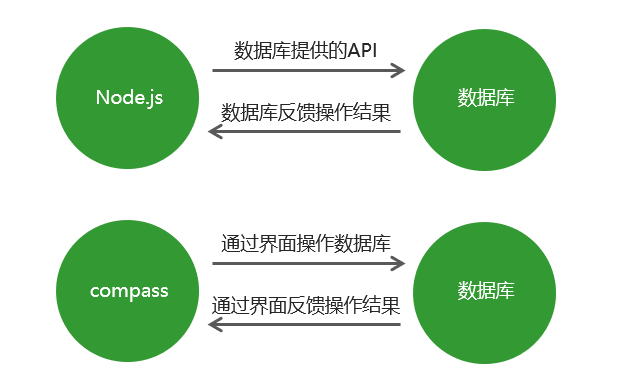 数据库提供的API
Node.js
数据库
数据库反馈操作结果
通过界面操作数据库
compass
数据库
通过界面反馈操作结果